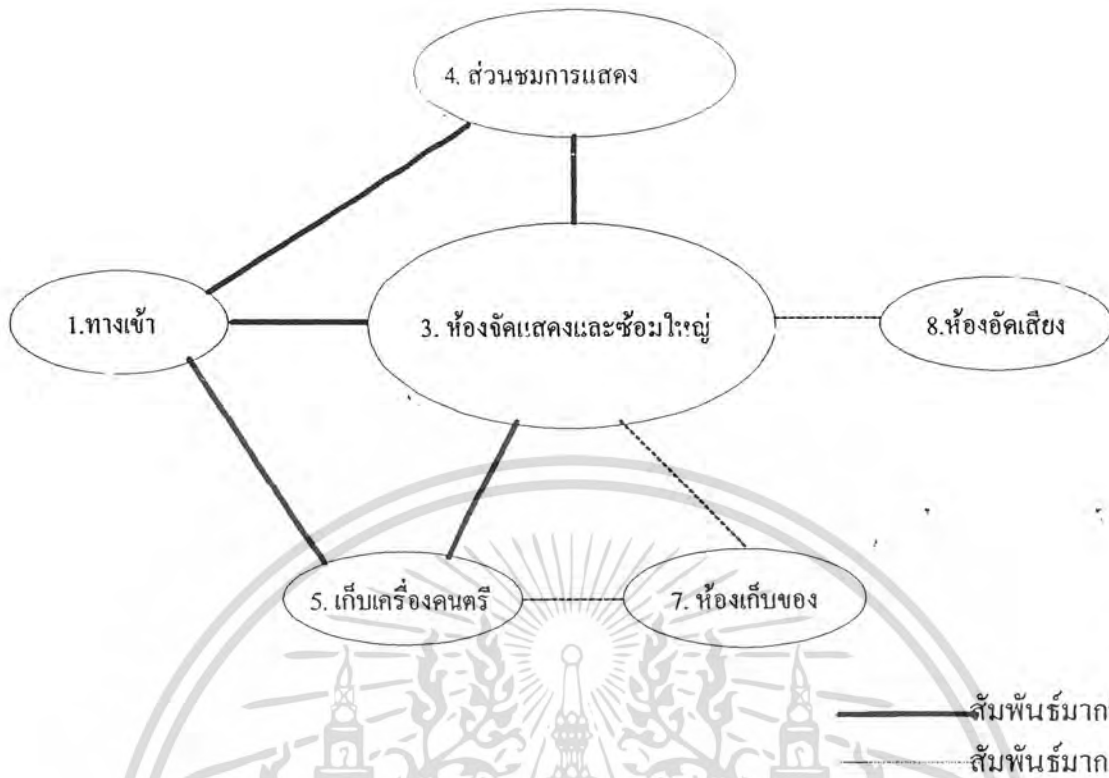 4. ส่วนชมการแสดง
1.ทางเข้า
3. ห้องจัดแสดงและซ้อมใหญ่
8.ห้องอัดเสียง
5. เก็บเครื่องดนตรี
7. ห้องเก็บของ
สัมพันธ์มาก
สัมพันธ์มาก